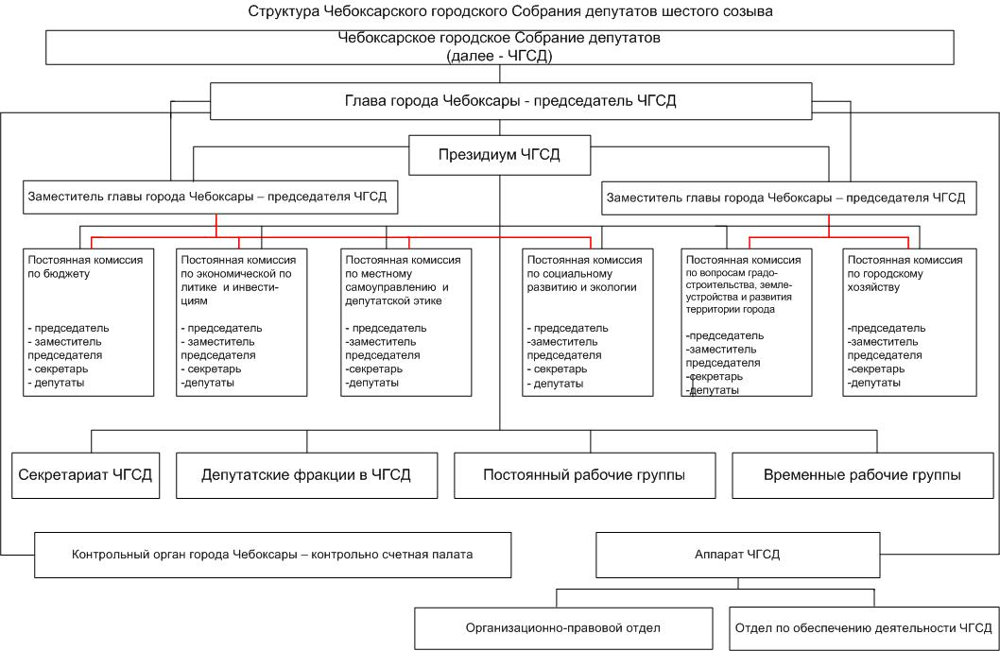 Структура Чебоксарского городского Собрания депутатов шестого созыва
Чебоксарское городское Собрание депутатов
(далее - ЧГСД)
Глава города Чебоксары - председатель ЧГСД
Президиум ЧГСД
Заместитель главы города Чебоксары – председателя ЧГСД
Заместитель главы города Чебоксары – председателя ЧГСД
Постоянная комиссия
по бюджету
- председатель
- заместитель
председателя
- секретарь
- депутаты
Постоянная комиссия
по экономической по
литике и инвести-
циям
- председатель
- заместитель
председателя
- секретарь
-депутаты
Постоянная комиссия
по местному
самоуправлению и
депутатской этике
- председатель
-заместитель
председателя
-секретарь
-депутаты
Постоянная комиссия
по социальному
развитию и экологии
- председатель
-заместитель
председателя
- секретарь
- депутаты
Постоянная комиссия
по вопросам градо-
строительства, земле-
устройства и развития
территории города
-председатель
-заместитель
председателя
-секретарь
-депутаты
Постоянная комиссия
по городскому
хозяйству
-председатель
-заместитель
председателя
-секретарь
-депутаты
Секретариат ЧГСД
Депутатские фракции в ЧГСД
Постоянный рабочие группы
Временные рабочие группы
Контрольный орган города Чебоксары – контрольно счетная палата
Аппарат ЧГСД
Организационно-правовой отдел
Отдел по обеспечению деятельности ЧГСД